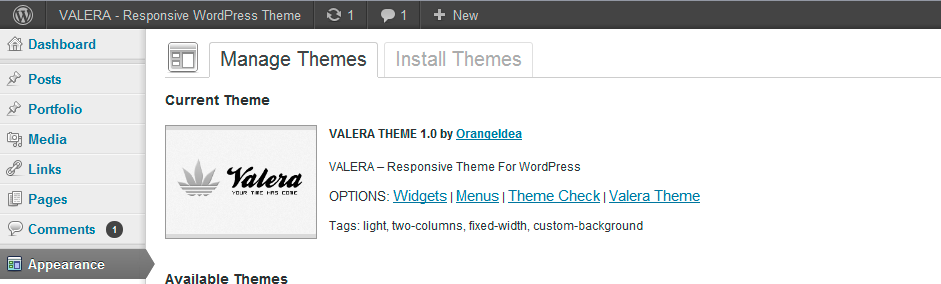 VALERA - Responsive WordPress Theme 1 1 + New
Dashboard
Posts
Portfolio
Media
Links
Pages
Comments 1
Appearance
Manage Themes Install Themes
Current Theme
Valera
YOUR TIME HAS COME
VALERA THEME 1.0 by OrangeIdea
VALERA – Responsive Theme For WordPress
OPTIONS: Widgets | Menus | Theme Check | Valera Theme
Tags: light, two-columns, fixed-width, custom-background
Available Themes